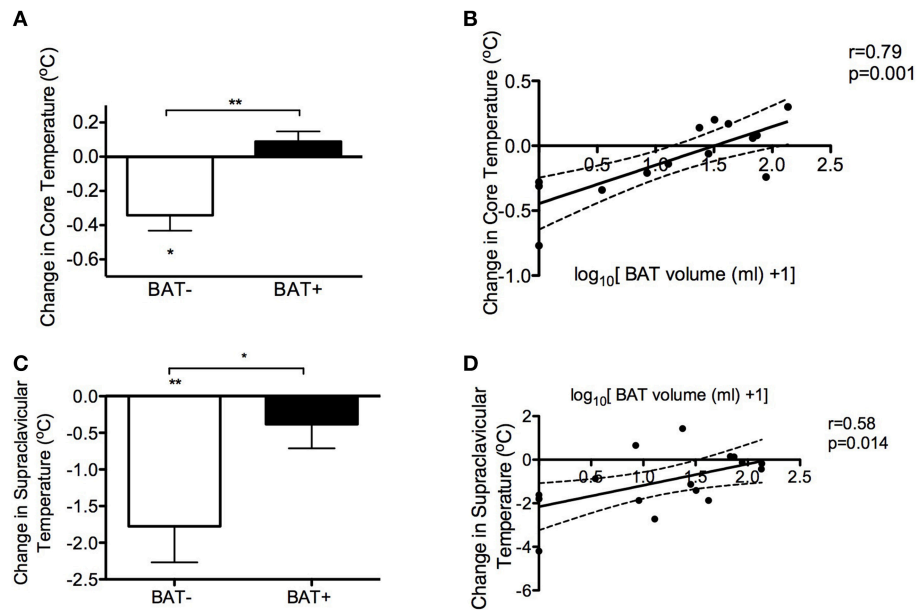 A
Change in Core Temperature (ºC)
**
0.2
0.0
-0.2
-0.4
-0.6
*
BAT-
BAT+
B
Change in Core Temperature (ºC)
r=0.79
p=0.001
0.5
0.0
-0.5
-1.0
0.5
1.0
1.5
2.0
2.5
log10[ BAT volume (ml) +1]
C
Change in Supraclavicular
Temperature (ºC)
*
**
0.0
-0.5
-1.0
-1.5
-2.0
-2.5
BAT-
BAT+
D
Change in Supraclavicular
Temperature (ºC)
log10[ BAT volume (ml) +1]
r=0.58
p=0.014
2
0
-2
-4
-6
0.5
1.0
1.5
2.0
2.5